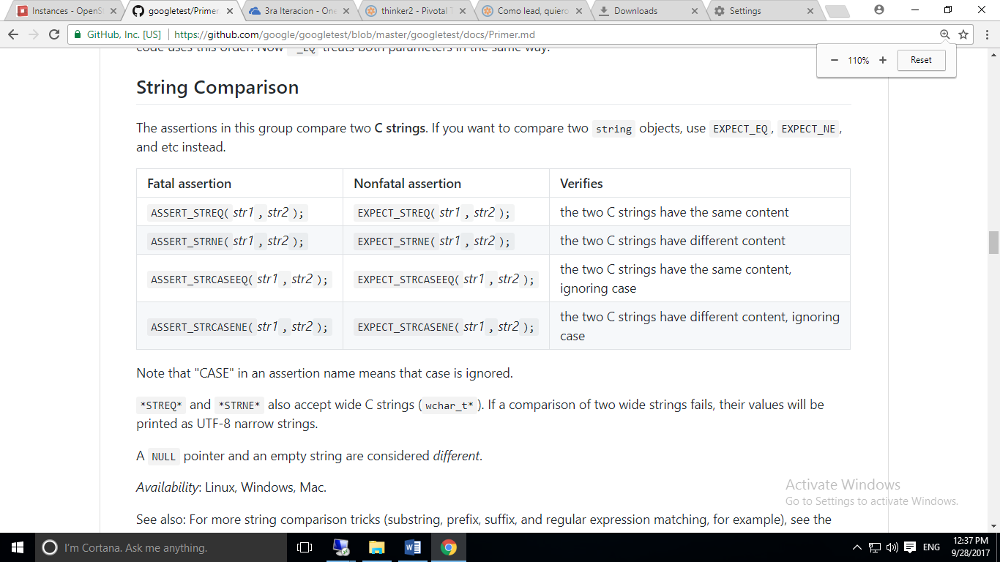 Instances - OpenSt
googletest/Primer.
3ra Iteracion - One
thinker2 - Pivotal T
Como lead, quiero
Downloads
Settings
GitHub, Inc. [US] https://github.com/google/googletest/blob/master/googletest/docs/Primer.md
110% Reset
code uses this order. Now *_EQ* treats both parameters in the same way.
String Comparison
The assertions in this group compare two C strings. If you want to compare two string objects, use EXPECT_EQ, EXPECT_NE,
and etc instead.
Fatal assertion Nonfatal assertion Verifies
ASSERT_STREQ( str1 , str2 ); EXPECT_STREQ( str1 , str2 ); the two C strings have the same content
ASSERT_STRNE( str1 , str2 ); EXPECT_STRNE( str1 , str2 ); the two C strings have different content
ASSERT_STRCASEEQ( str1 , str2 ); EXPECT_STRCASEEQ( str1 , str2 ); the two C strings have the same content,
ignoring case
ASSERT_STRCASENE( str1 , str2 ); EXPECT_STRCASENE( str1 , str2 ); the two C strings have different content, ignoring
case
Note that "CASE" in an assertion name means that case is ignored.
*STREQ* and *STRNE* also accept wide C strings ( wchar_t* ). If a comparison of two wide strings fails, their values will be
printed as UTF-8 narrow strings.
A NULL pointer and an empty string are considered different.
Availability: Linux, Windows, Mac.
See also: For more string comparison tricks (substring, prefix, suffix, and regular expression matching, for example), see the
Activate Windows
Go to Settings to activate Windows.
I'm Cortana. Ask me anything.
ENG
12:37 PM
9/28/2017